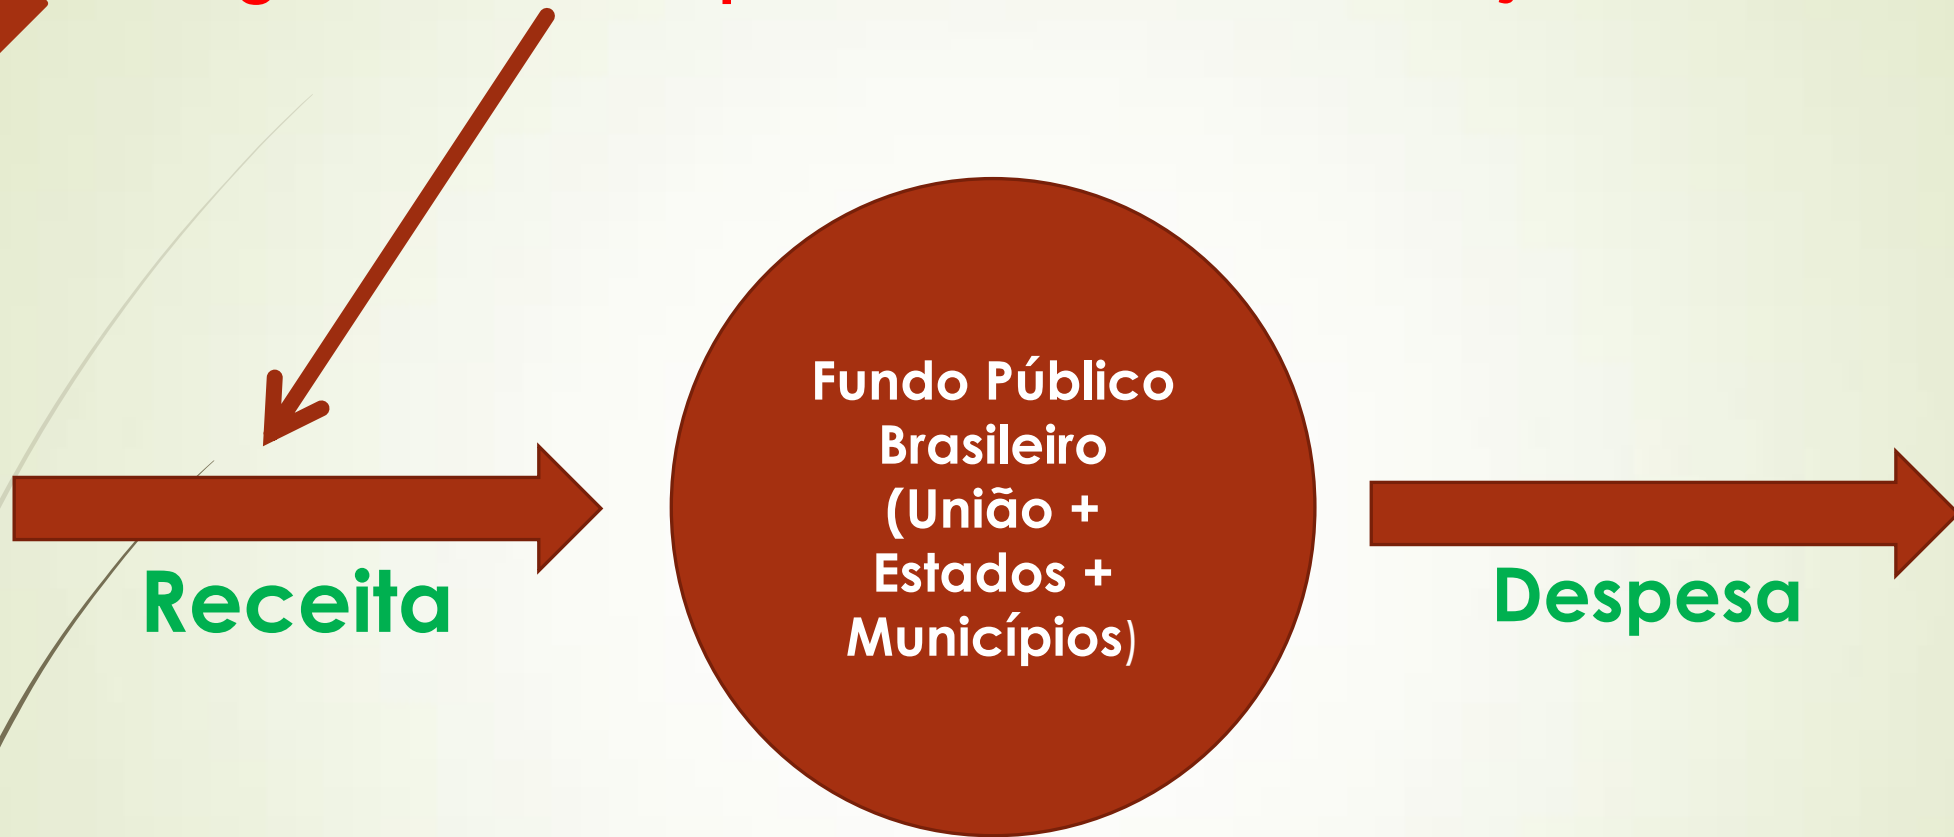 Fundo Público
Brasileiro
(União +
Estados +
Municípios)
Receita
Despesa